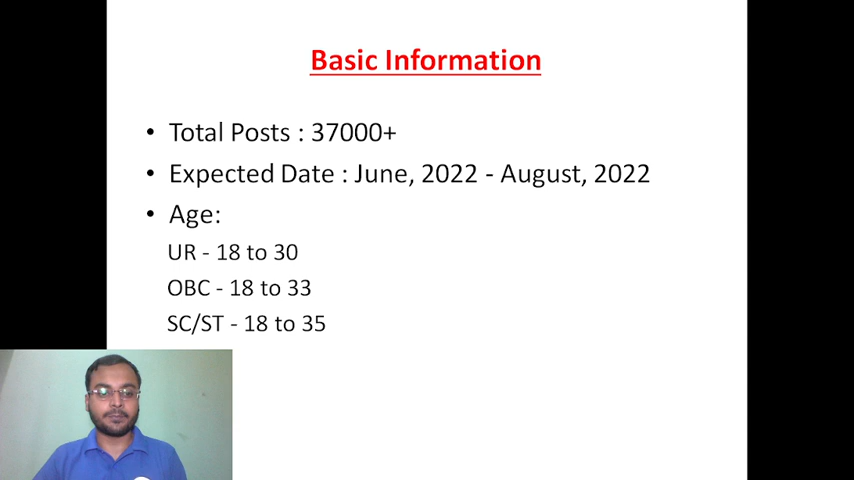 Basic Information
• Total Posts : 37000+
• Expected Date : June, 2022 - August, 2022
• Age:
UR - 18 to 30
OBC - 18 to 33
SC/ST - 18 to 35